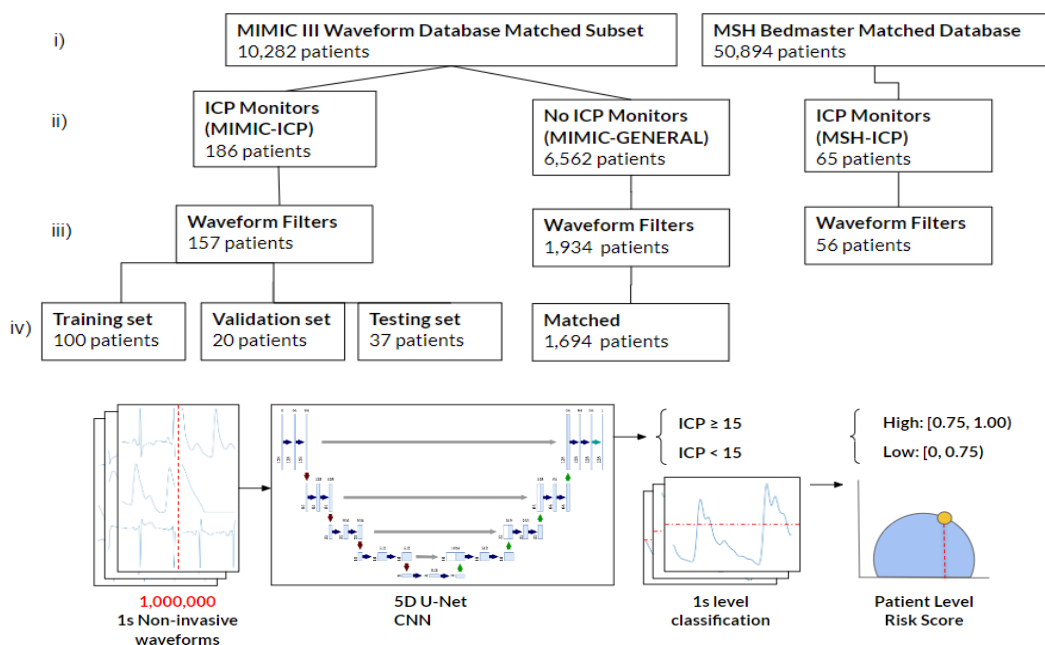 i)
MIMIC III Waveform Database Matched Subset
10,282 patients
MSH Bedmaster Matched Database
50,894 patients
ii)
ICP Monitors
(MIMIC-ICP)
186 patients
No ICP Monitors
(MIMIC-GENERAL)
6,562 patients
ICP Monitors
(MSH-ICP)
65 patients
iii)
Waveform Filters
157 patients
Waveform Filters
1,934 patients
Waveform Filters
56 patients
iv)
Training set
100 patients
Validation set
20 patients
Testing set
37 patients
Matched
1,694 patients
ICP ≥ 15
ICP < 15
High: [0.75, 1.00)
Low: [0, 0.75)
1,000,000
1s Non-invasive
waveforms
5D U-Net
CNN
1s level
classification
Patient Level
Risk Score